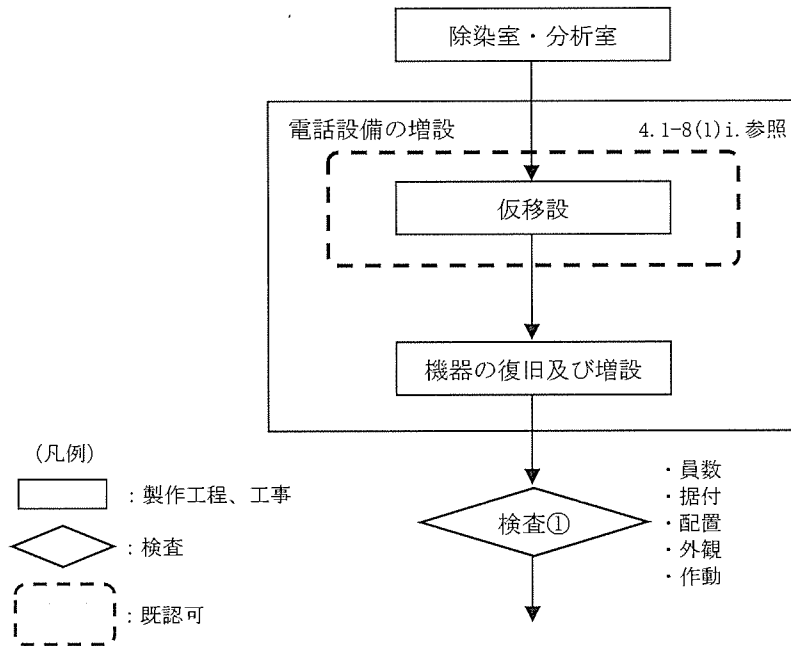 除染室・分析室
電話設備の増設
4.1-8(1)i.参照
仮移設
機器の復旧及び増設
検査①
・員数
・据付
・配置
・外観
・作動
(凡例)
：製作工程、工事
：検査
：既認可